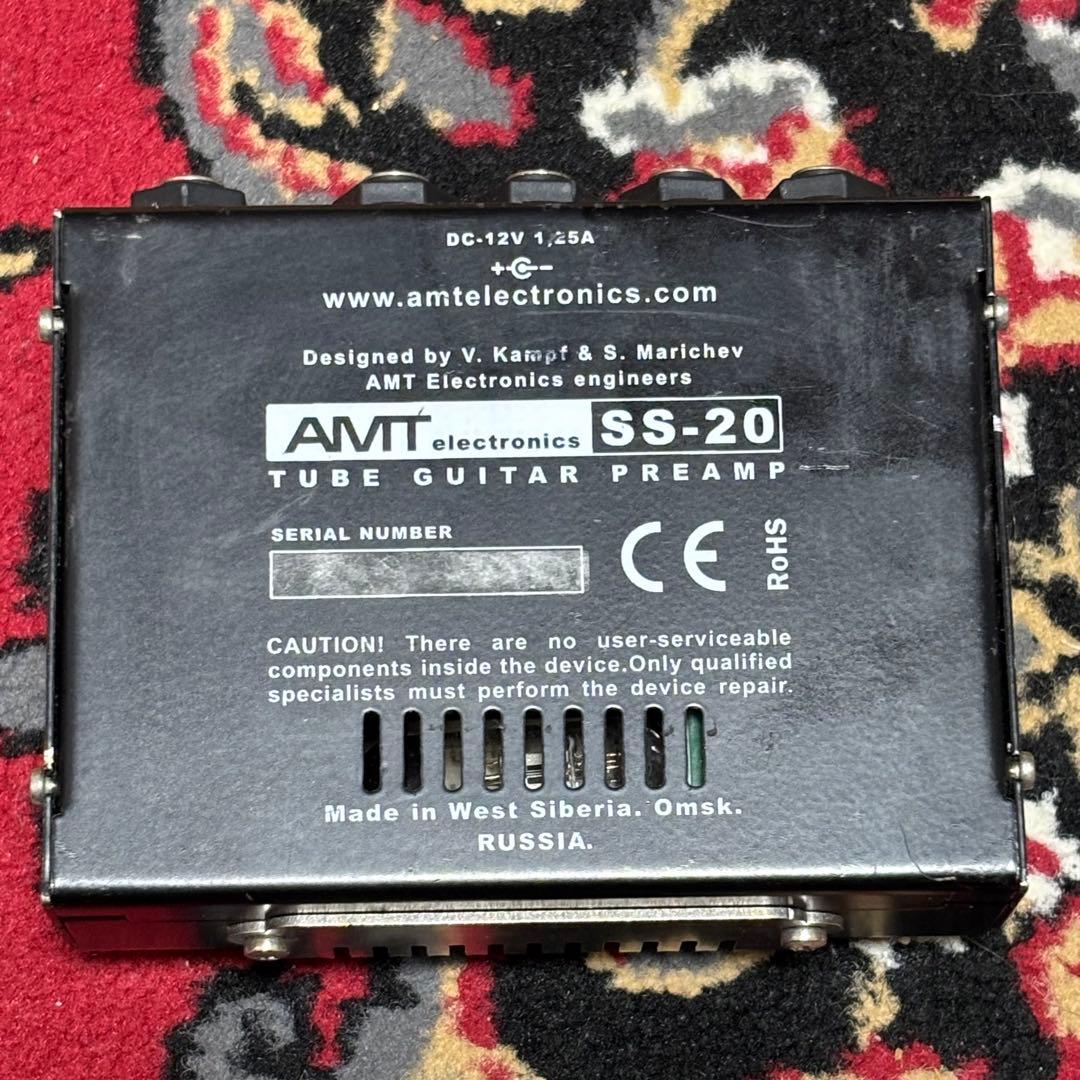 DC-12V 1,25A
+ -
www.amtelectronics.com
Designed by V. Kampf & S. Marichev
AMT Electronics engineers
AMT electronics SS-20
TUBE GUITAR PREAMP
SERIAL NUMBER
CE
RoHS
CAUTION! There are no user-serviceable
components inside the device.Only qualified
specialists must perform the device repair.
Made in West Siberia. Omsk.
RUSSIA.